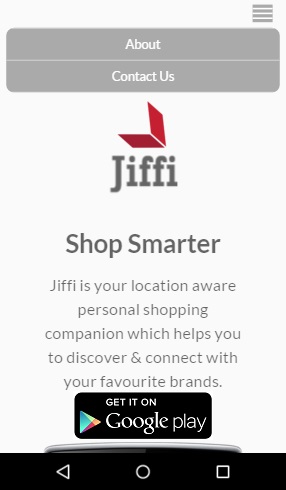 About
Contact Us
Jiffi
Shop Smarter
Jiffi is your location aware
personal shopping
companion which helps you
to discover & connect with
your favourite brands.
GET IT ON
Google play